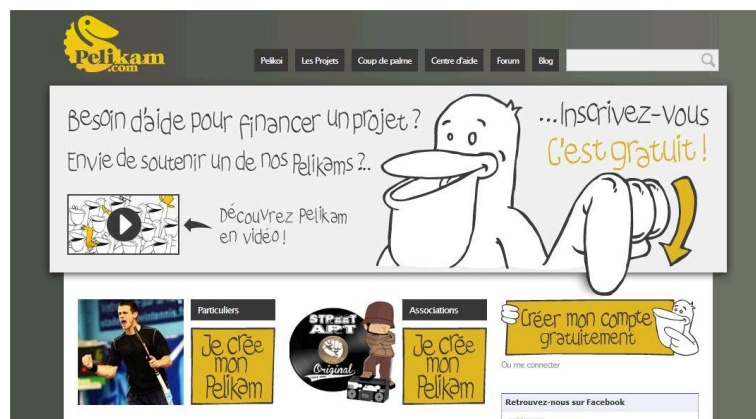 Pelikam
.com
Pelikoi
Les Projets
Coup de palme
Centre d'aide
Forum
Blog
Besoin d'aide pour financer un projet ?
Envie de soutenir un de nos Pelikams ?..
...Inscrivez-vous
C'est gratuit !
Découvrez Pelikam
en vidéo !
Particuliers
Je crée
mon
Pelikam
STREET
ART
Original
Associations
Je crée
mon
Pelikam
Créer mon compte
gratuitement
Ou me connecter
Retrouvez-nous sur Facebook